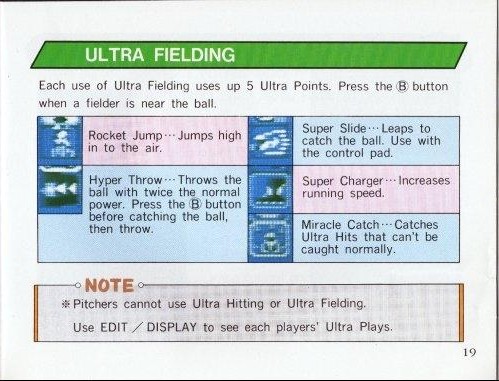 ULTRA FIELDING
Each use of Ultra Fielding uses up 5 Ultra Points. Press the Ⓑ button
when a fielder is near the ball.
Rocket Jump⋯Jumps high
in to the air.
Hyper Throw⋯Throws the
ball with twice the normal
power. Press the Ⓑ button
before catching the ball,
then throw.
Super Slide⋯Leaps to
catch the ball. Use with
the control pad.
Super Charger⋯Increases
running speed.
Miracle Catch⋯Catches
Ultra Hits that can't be
caught normally.
NOTE
※Pitchers cannot use Ultra Hitting or Ultra Fielding.
Use EDIT / DISPLAY to see each players' Ultra Plays.
19